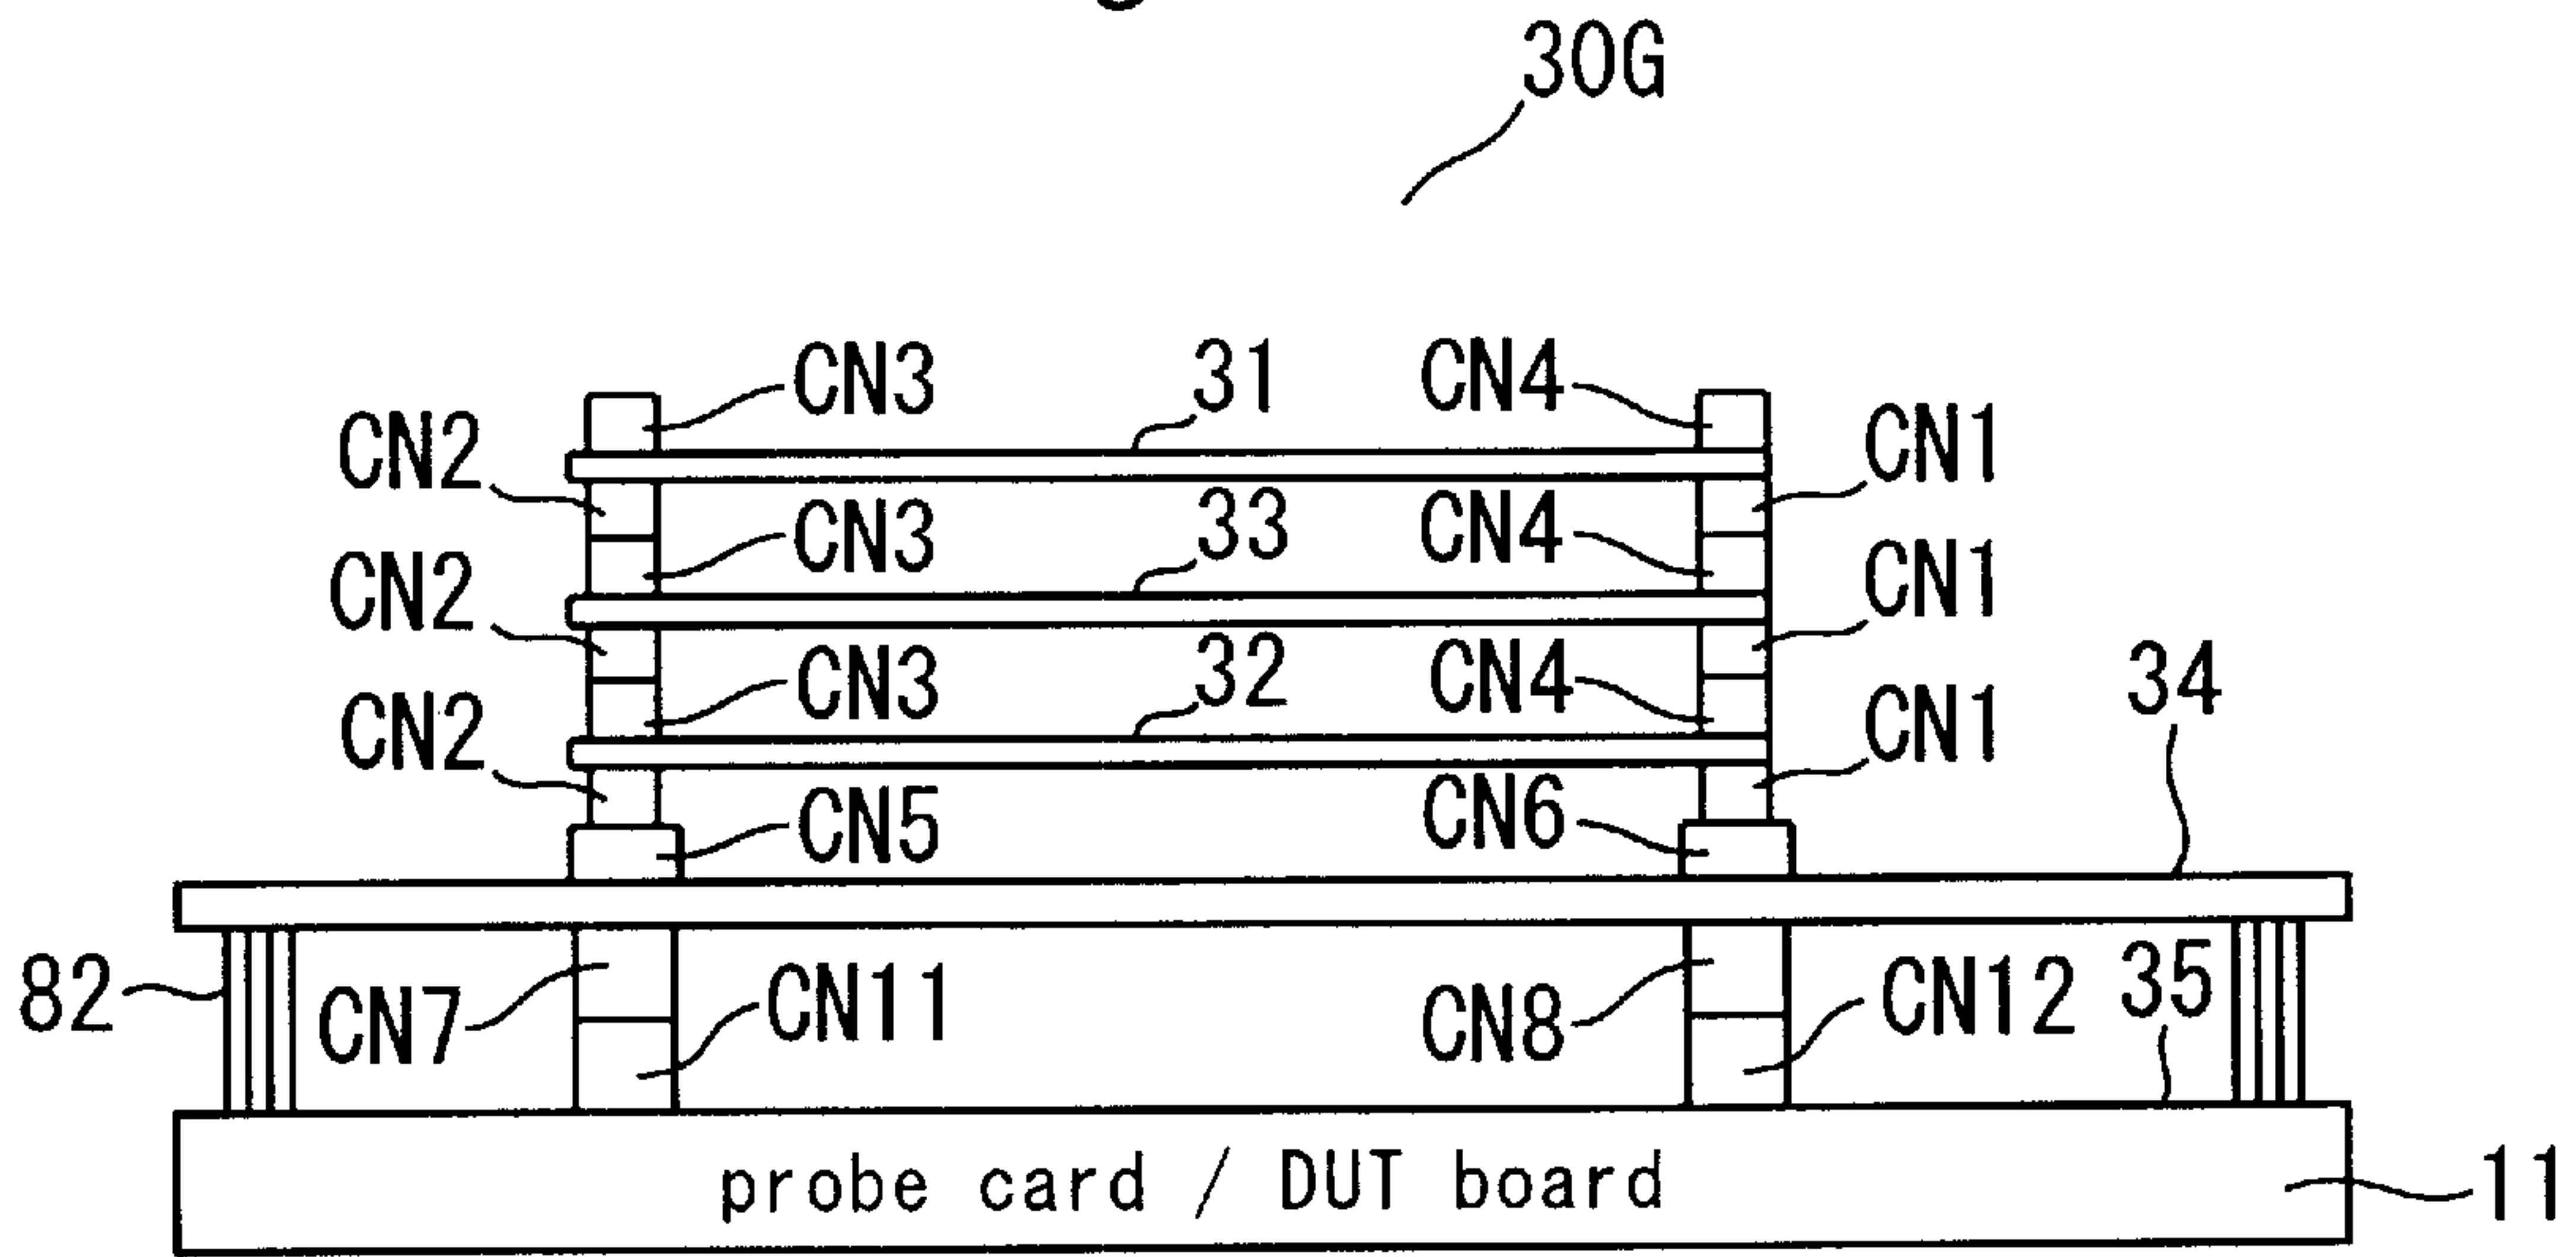 30G
CN3 31 CN4
CN2 CN1
CN3 33 CN4
CN2 CN1
CN3 32 CN4
CN2 CN1
34
CN5 CN6
82 CN7 CN11 CN8 CN12 35
probe card / DUT board
11